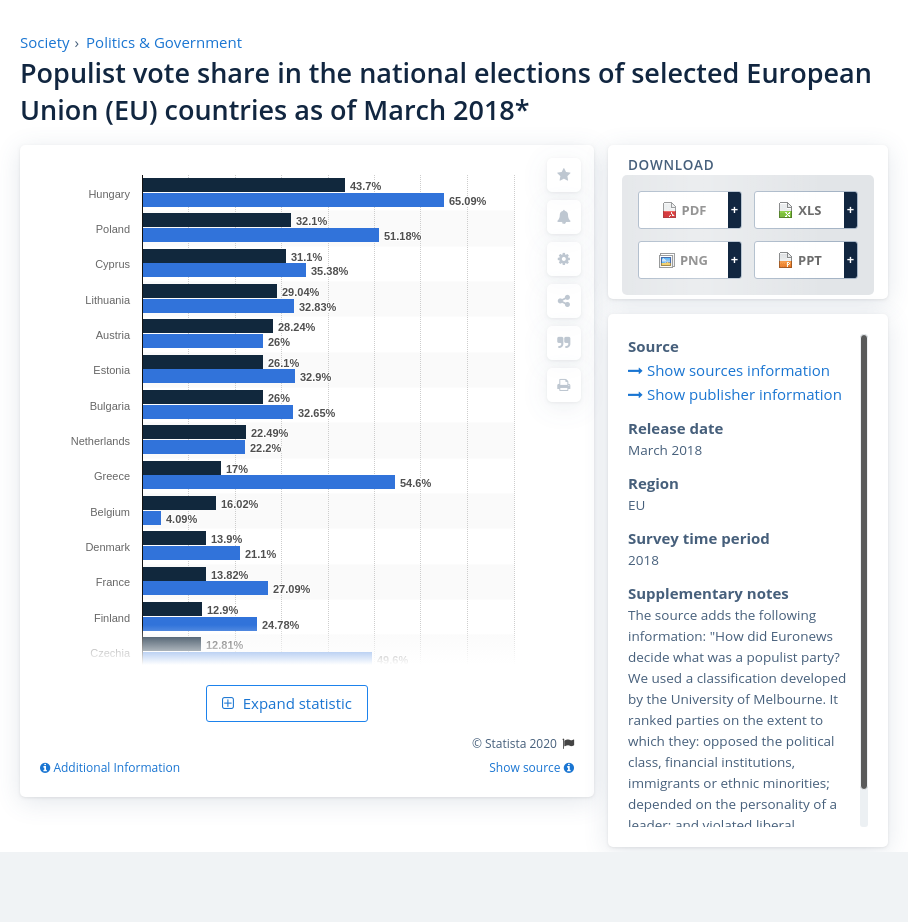 Society › Politics & Government
Populist vote share in the national elections of selected European
Union (EU) countries as of March 2018*
Hungary
43.7%
65.09%
Poland
32.1%
51.18%
Cyprus
31.1%
35.38%
Lithuania
29.04%
32.83%
Austria
28.24%
26%
Estonia
26.1%
32.9%
Bulgaria
26%
32.65%
Netherlands
22.49%
22.2%
Greece
17%
54.6%
Belgium
16.02%
4.09%
Denmark
13.9%
21.1%
France
13.82%
27.09%
Finland
12.9%
24.78%
Czechia
12.81%
49.6%
Expand statistic
© Statista 2020
Additional Information
Show source
DOWNLOAD
PDF +
XLS +
PNG +
PPT +
Source
Show sources information
Show publisher information
Release date
March 2018
Region
EU
Survey time period
2018
Supplementary notes
The source adds the following
information: "How did Euronews
decide what was a populist party?
We used a classification developed
by the University of Melbourne. It
ranked parties on the extent to
which they: opposed the political
class, financial institutions,
immigrants or ethnic minorities;
depended on the personality of a
leader; and violated liberal